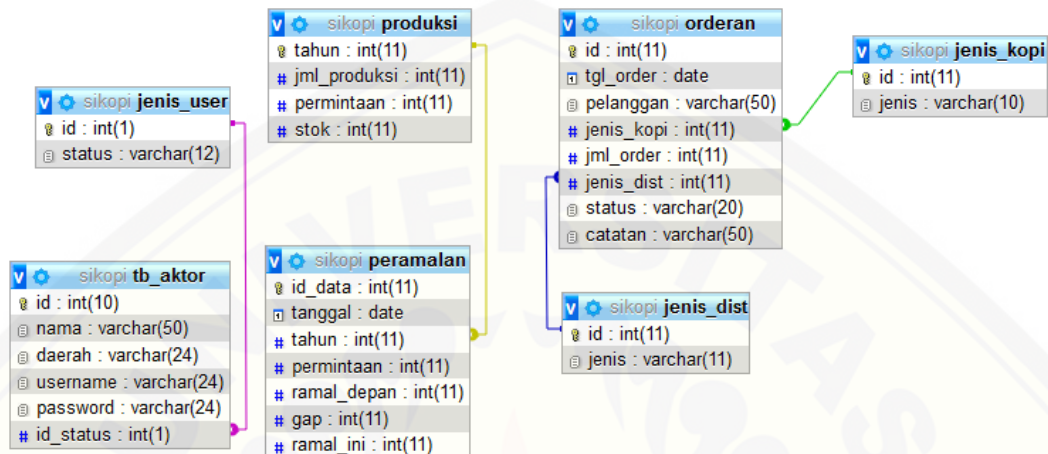 sikopi jenis_user
id : int(1)
status : varchar(12)
sikopi tb_aktor
id : int(10)
nama : varchar(50)
daerah : varchar(24)
username : varchar(24)
password : varchar(24)
id_status : int(1)
sikopi produksi
tahun : int(11)
jml_produksi : int(11)
permintaan : int(11)
stok : int(11)
sikopi peramalan
id_data : int(11)
tanggal : date
tahun : int(11)
permintaan : int(11)
ramal_depan : int(11)
gap : int(11)
ramal_ini : int(11)
sikopi orderan
id : int(11)
tgl_order : date
pelanggan : varchar(50)
jenis_kopi : int(11)
jml_order : int(11)
jenis_dist : int(11)
status : varchar(20)
catatan : varchar(50)
sikopi jenis_dist
id : int(11)
jenis : varchar(11)
sikopi jenis_kopi
id : int(11)
jenis : varchar(10)